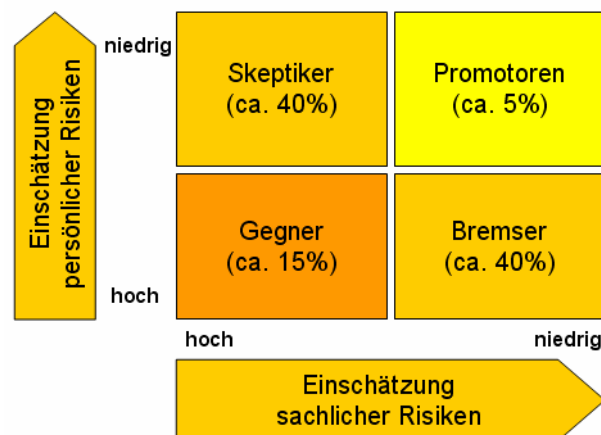 niedrig
Skeptiker
(ca. 40%)
Promotoren
(ca. 5%)
Einschätzung
persönlicher Risiken
Gegner
(ca. 15%)
Bremser
(ca. 40%)
hoch
hoch
niedrig
Einschätzung
sachlicher Risiken